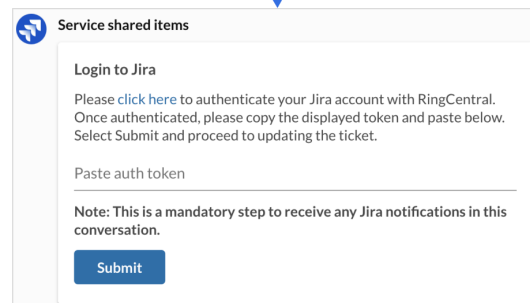 Service shared items
Login to Jira
Please click here to authenticate your Jira account with RingCentral.
Once authenticated, please copy the displayed token and paste below.
Select Submit and proceed to updating the ticket.
Paste auth token
Note: This is a mandatory step to receive any Jira notifications in this
conversation.
Submit